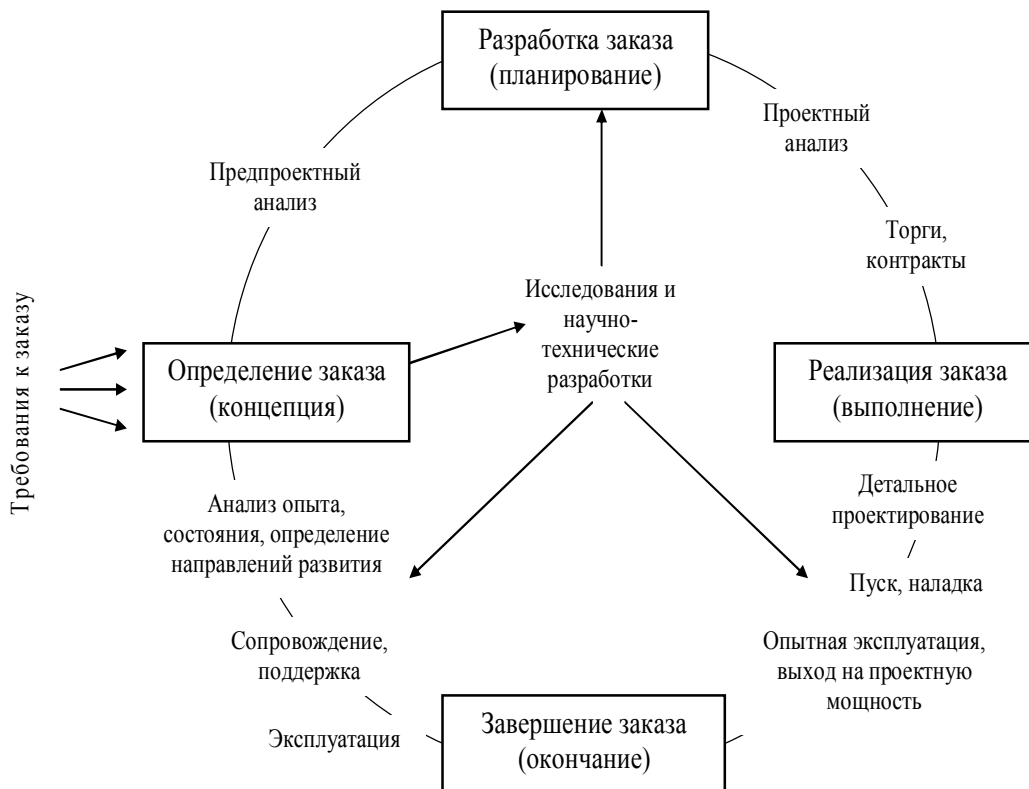 Разработка заказа
(планирование)
Проектный
анализ
Предпроектный
анализ
Торги,
контракты
Исследования и
научно-
технические
разработки
Требования к заказу
Определение заказа
(концепция)
Реализация заказа
(выполнение)
Детальное
проектирование
Анализ опыта,
состояния, определение
направлений развития
Пуск, наладка
Сопровождение,
поддержка
Опытная эксплуатация,
выход на проектную
мощность
Эксплуатация
Завершение заказа
(окончание)